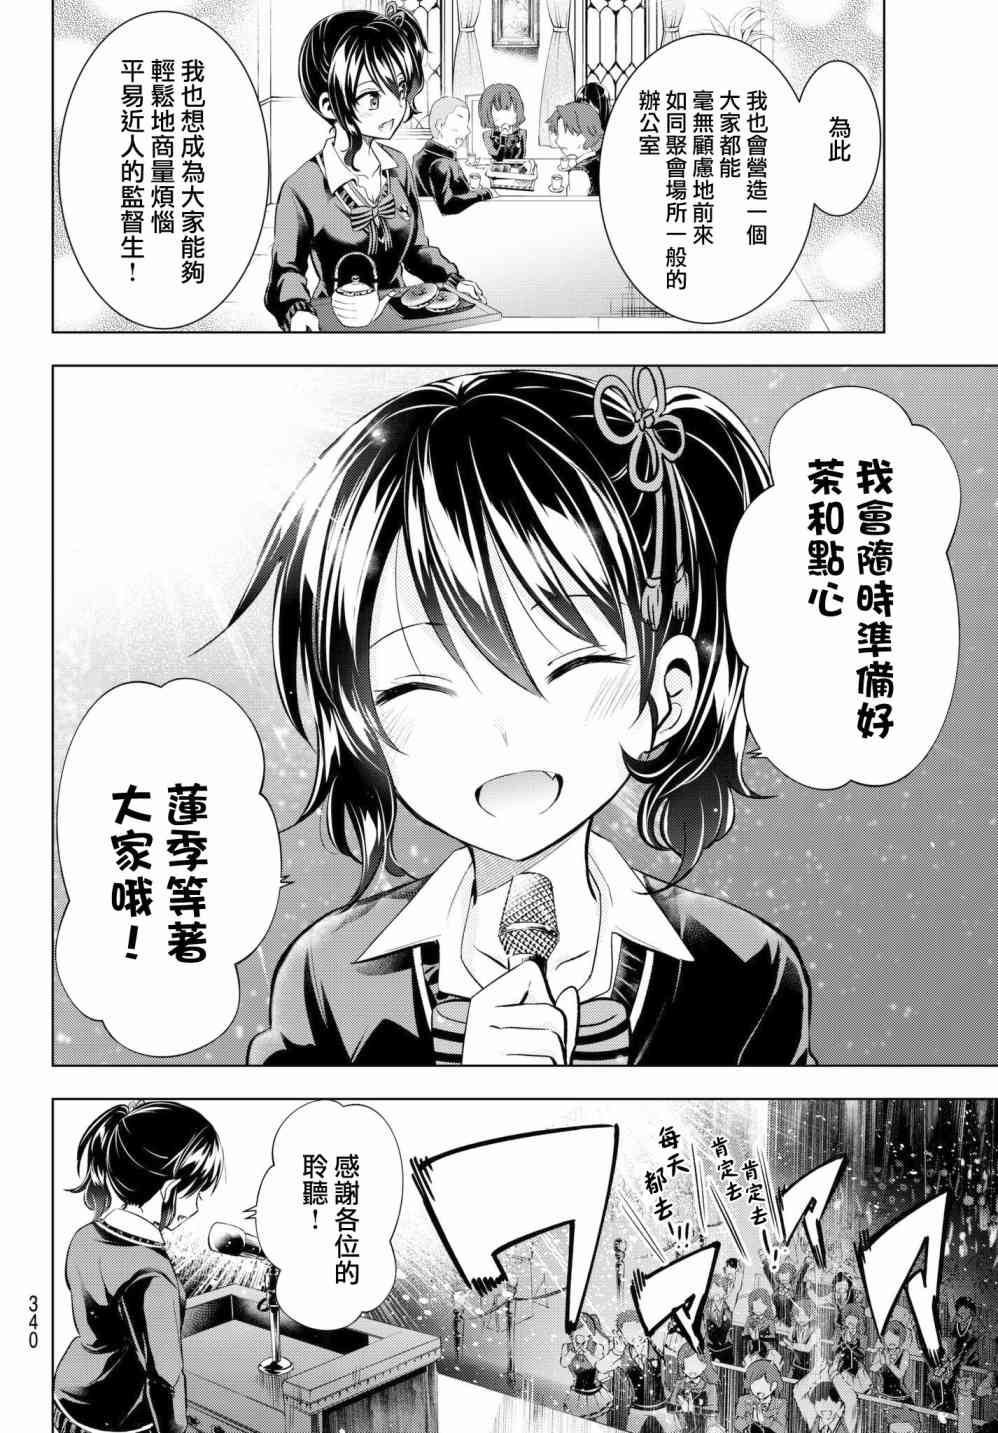 為此
我也會營造一個
大家都能
毫無顧慮地前來
如同聚會場所一般的
辦公室
我也想成為大家能夠
輕鬆地商量煩惱
平易近人的監督生！
我會隨時準備好
茶和點心
蓮季等著
大家哦！
肯定去
肯定去!!
每天
都去!!
ワァァァ
感謝各位的
聆聽！
340